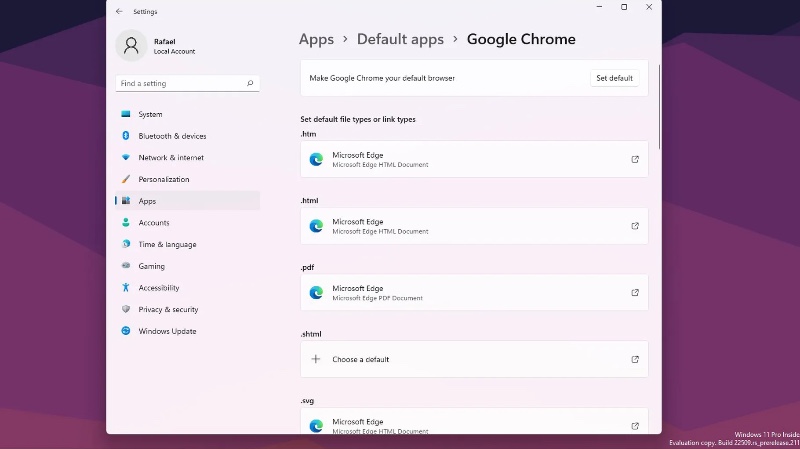 Settings
Rafael
Local Account
Find a setting
System
Bluetooth & devices
Network & internet
Personalization
Apps
Accounts
Time & language
Gaming
Accessibility
Privacy & security
Windows Update
Apps > Default apps > Google Chrome
Make Google Chrome your default browser
Set default
Set default file types or link types
.htm
Microsoft Edge
Microsoft Edge HTML Document
.html
Microsoft Edge
Microsoft Edge HTML Document
.pdf
Microsoft Edge
Microsoft Edge PDF Document
.shtml
Choose a default
.svg
Microsoft Edge
Microsoft Edge HTML Document
Windows 11 Pro Inside
Evaluation copy. Build 22509.rs_prerelease.211